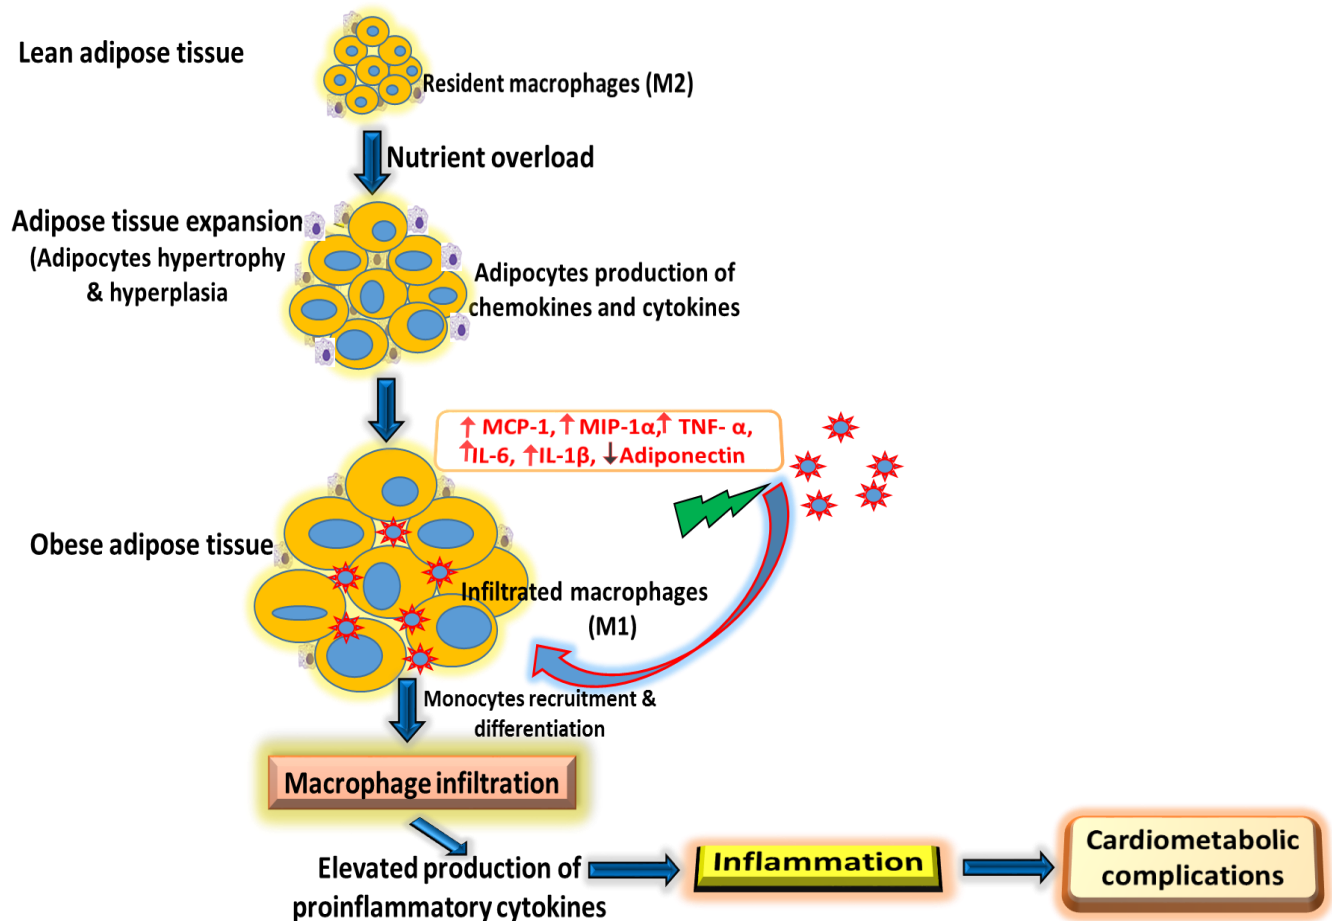 Lean adipose tissue
Resident macrophages (M2)
Nutrient overload
Adipose tissue expansion
(Adipocytes hypertrophy
& hyperplasia
Adipocytes production of
chemokines and cytokines
↑ MCP-1, ↑ MIP-1α,↑ TNF- α,
↑IL-6, ↑IL-1β, ↓Adiponectin
Obese adipose tissue
Infiltrated macrophages
(M1)
Monocytes recruitment &
differentiation
Macrophage infiltration
Elevated production of
proinflammatory cytokines
Inflammation
Cardiometabolic
complications